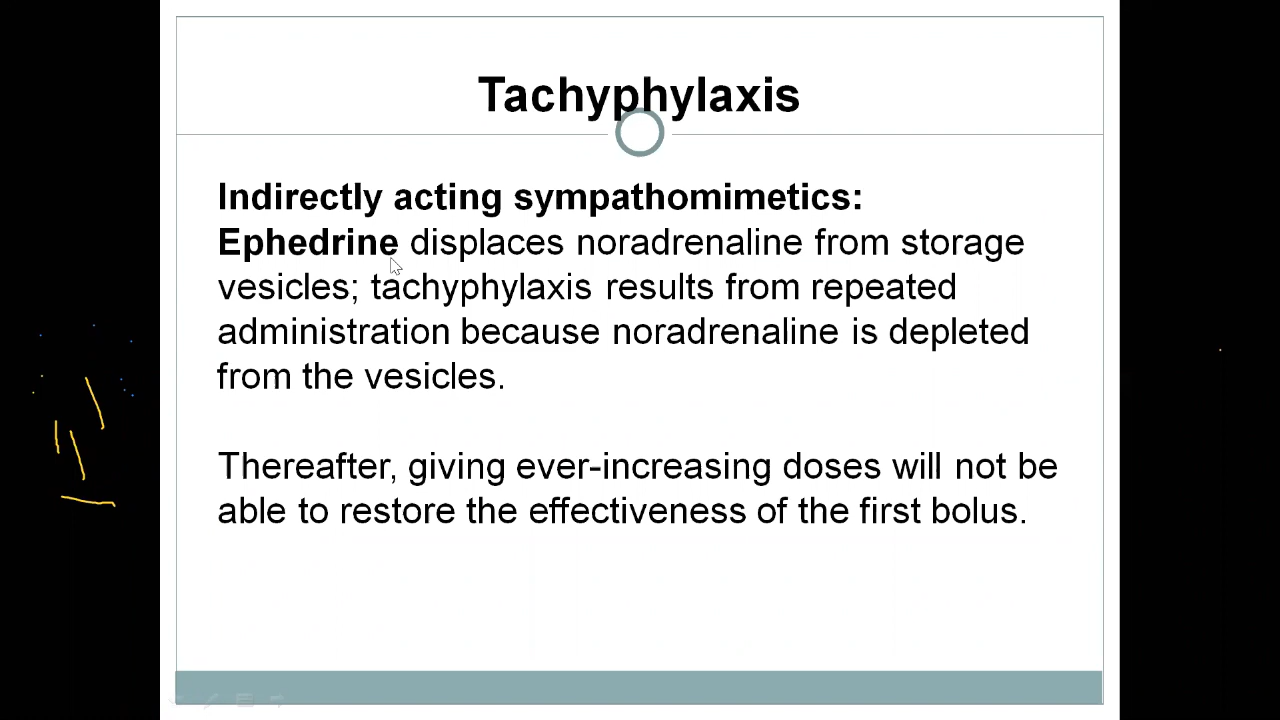 Tachyphylaxis
Indirectly acting sympathomimetics:
Ephedrine displaces noradrenaline from storage
vesicles; tachyphylaxis results from repeated
administration because noradrenaline is depleted
from the vesicles.
Thereafter, giving ever-increasing doses will not be
able to restore the effectiveness of the first bolus.